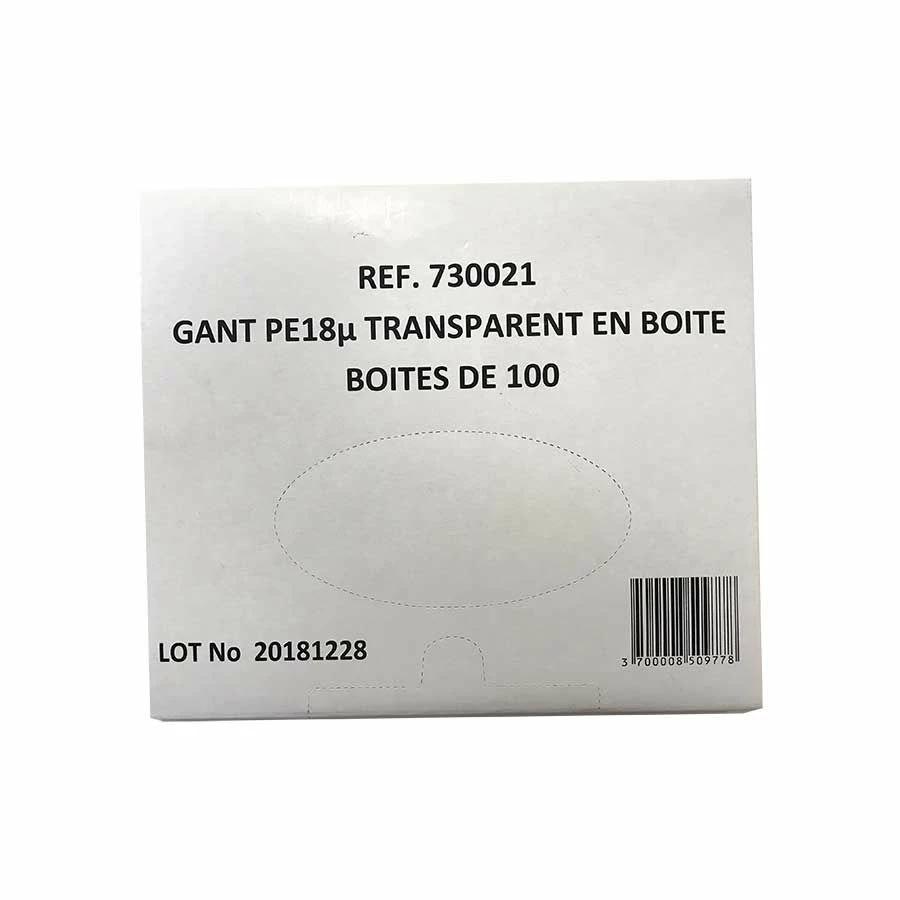 REF. 730021
GANT PE18µ TRANSPARENT EN BOITE
BOITES DE 100
LOT No 20181228
3 700008 509778